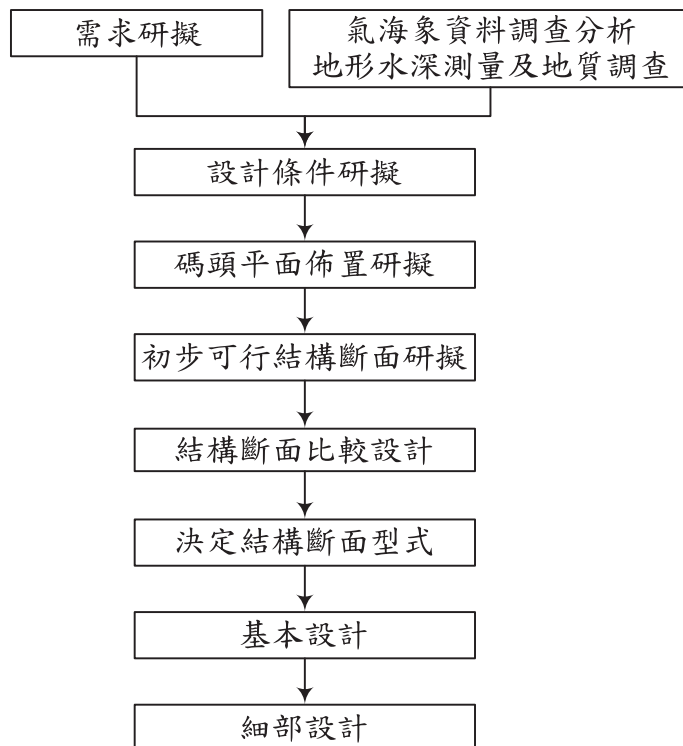 需求研擬
氣海象資料調查分析
地形水深測量及地質調查
設計條件研擬
碼頭平面佈置研擬
初步可行結構斷面研擬
結構斷面比較設計
決定結構斷面型式
基本設計
細部設計